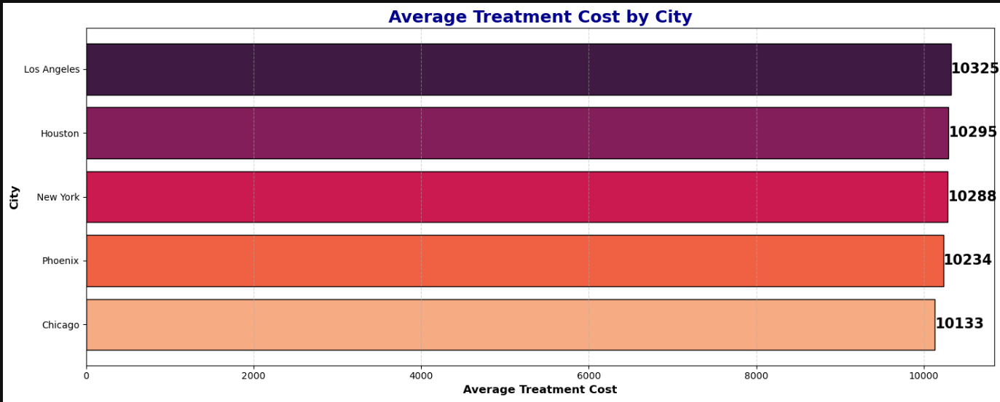 Average Treatment Cost by City
Los Angeles
10325
Houston
10295
New York
10288
Phoenix
10234
Chicago
10133
City
0 2000 4000 6000 8000 10000
Average Treatment Cost